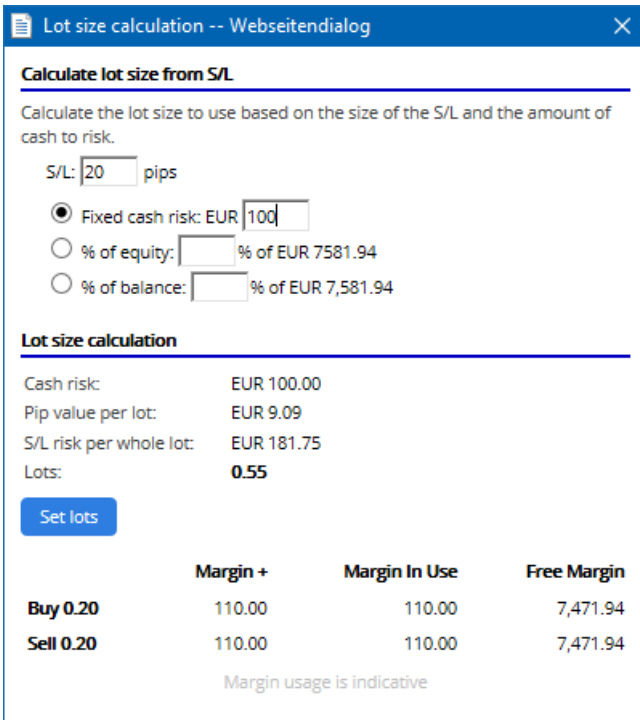 Lot size calculation -- Webseitendialog
Calculate lot size from S/L
Calculate the lot size to use based on the size of the S/L and the amount of
cash to risk.
S/L: 20 pips
Fixed cash risk: EUR 100
% of equity: % of EUR 7581.94
% of balance: % of EUR 7,581.94
Lot size calculation
Cash risk: EUR 100.00
Pip value per lot: EUR 9.09
S/L risk per whole lot: EUR 181.75
Lots: 0.55
Set lots
Margin + Margin In Use Free Margin
Buy 0.20 110.00 110.00 7,471.94
Sell 0.20 110.00 110.00 7,471.94
Margin usage is indicative